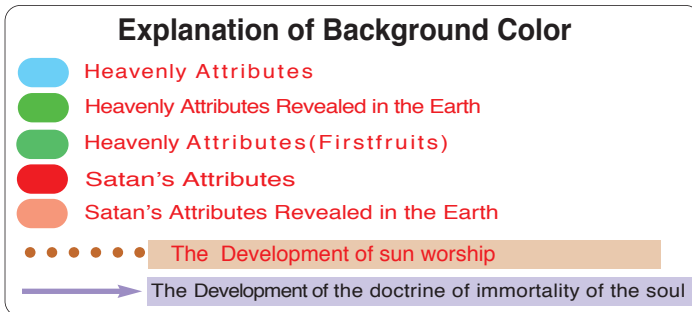 Explanation of Background Color
Heavenly Attributes
Heavenly Attributes Revealed in the Earth
Heavenly Attributes(Firstfruits)
Satan's Attributes
Satan's Attributes Revealed in the Earth
The Development of sun worship
The Development of the doctrine of immortality of the soul